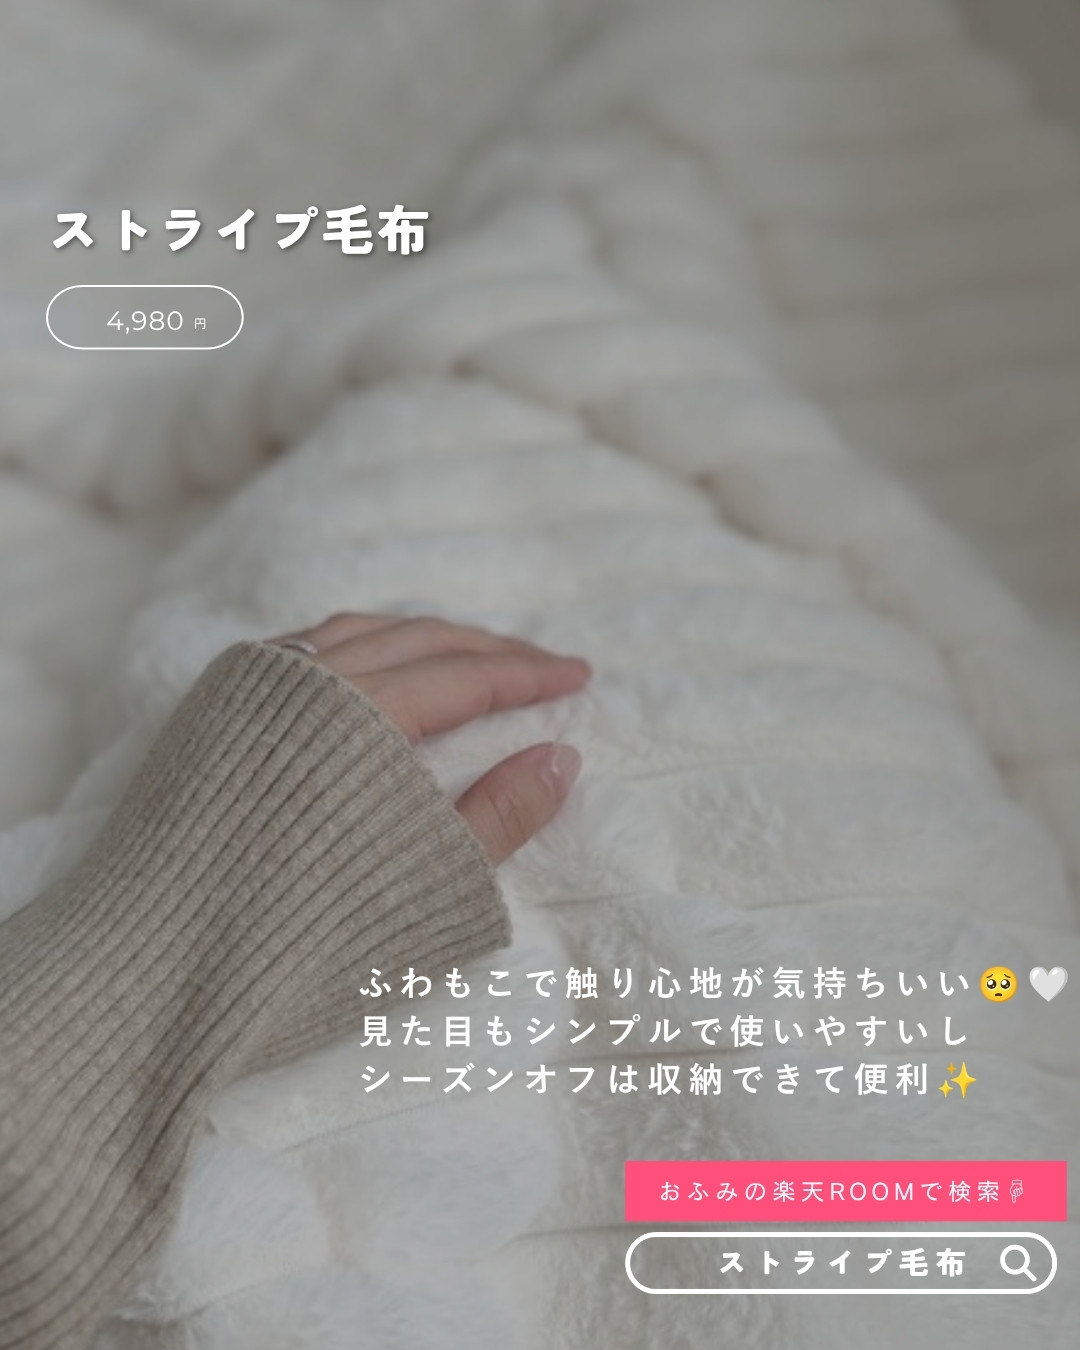 ストライプ毛布
4,980 円
ふわもこで触り心地が気持ちいい🥺🤍
見た目もシンプルで使いやすいし
シーズンオフは収納できて便利✨
おふみの楽天ROOMで検索☟
ストライプ毛布